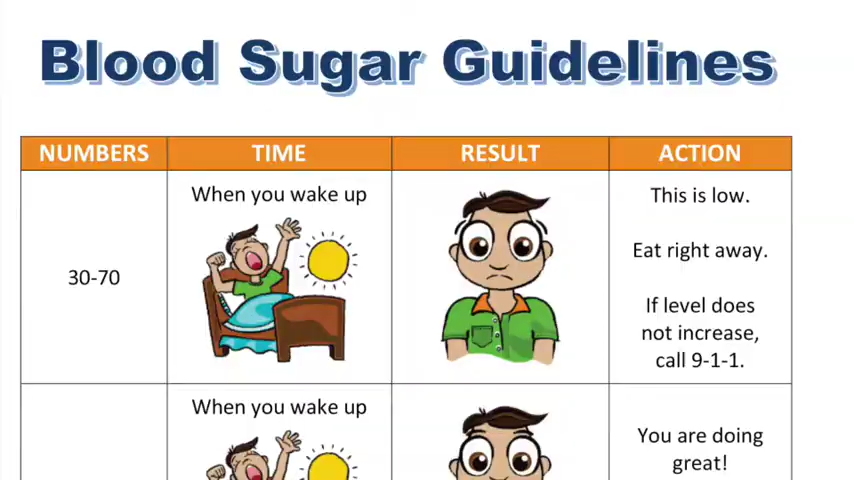 Blood Sugar Guidelines
NUMBERS TIME RESULT ACTION
30-70
When you wake up
This is low.
Eat right away.
If level does
not increase,
call 9-1-1.
When you wake up
You are doing
great!